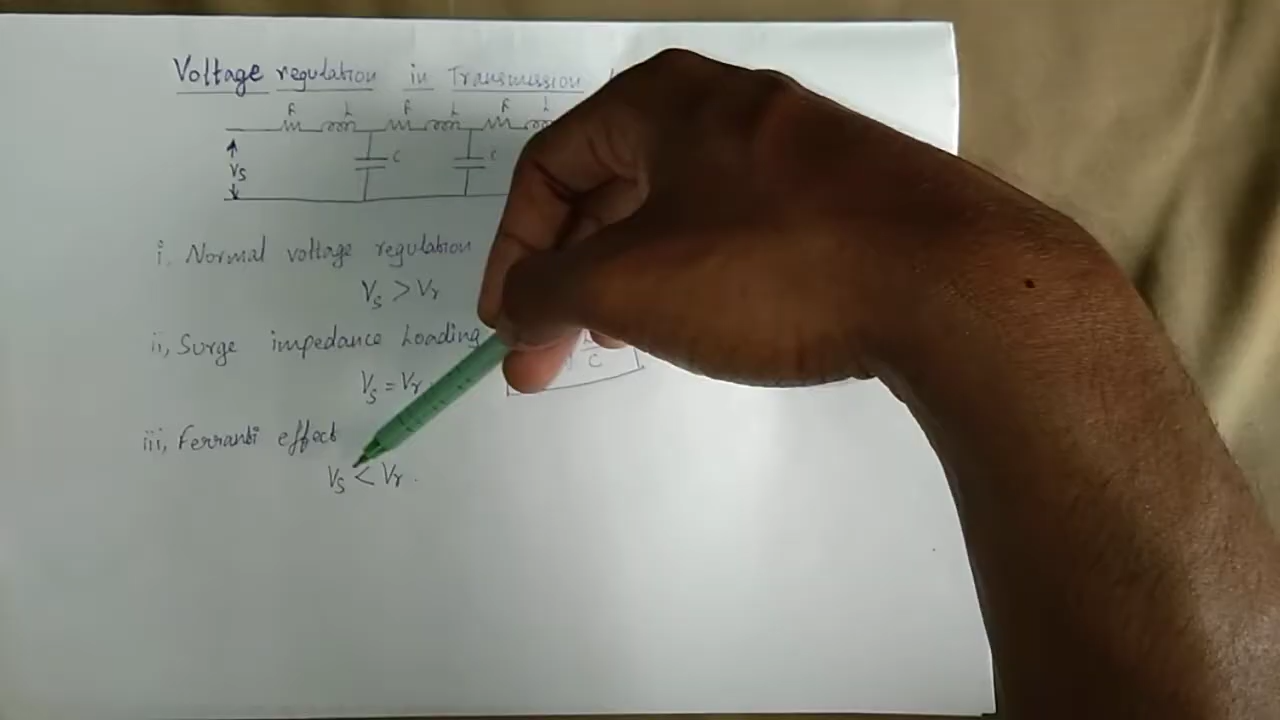 Voltage regulation in Transmission
R L R L R L
Vs C C
i. Normal voltage regulation
Vs > Vr
ii, Surge impedance Loading
Vs = Vr
C
iii, Ferranti effect
Vs < Vr.